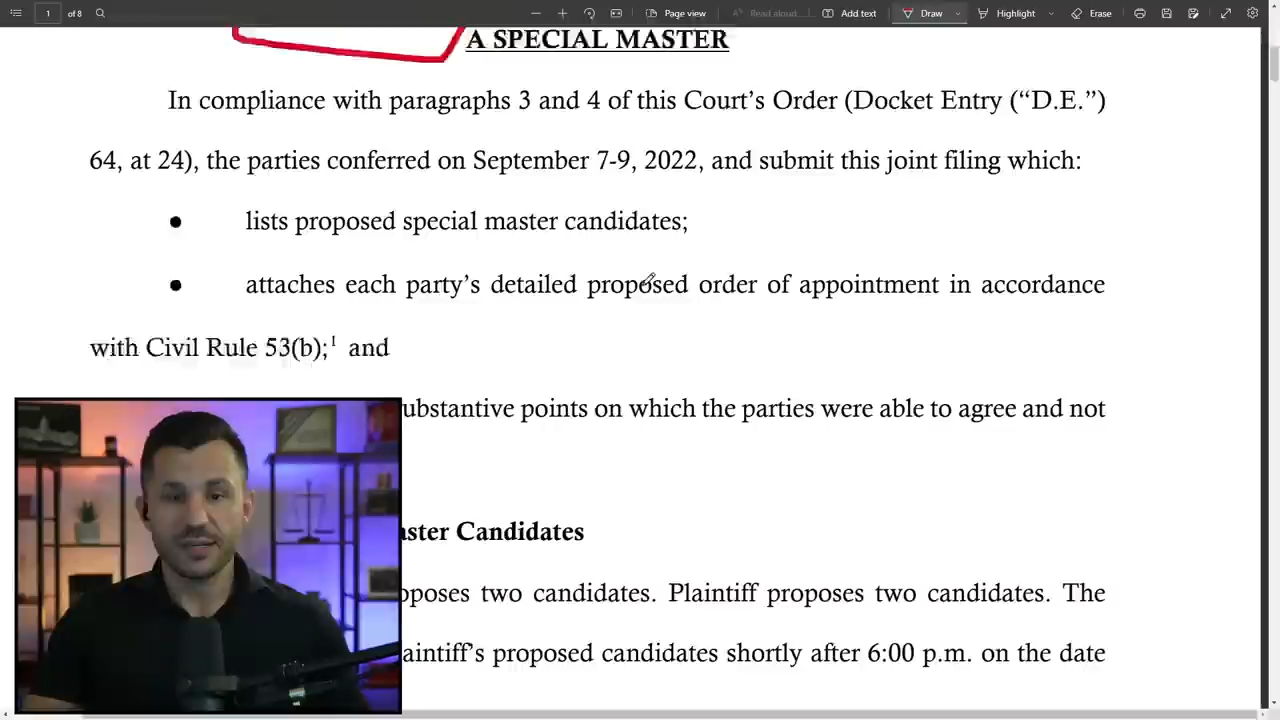 1 of 8 Page view Read aloud Add text Draw Highlight Erase
A SPECIAL MASTER
In compliance with paragraphs 3 and 4 of this Court’s Order (Docket Entry (“D.E.”)
64, at 24), the parties conferred on September 7-9, 2022, and submit this joint filing which:
● lists proposed special master candidates;
● attaches each party’s detailed proposed order of appointment in accordance
with Civil Rule 53(b);1 and
ubstantive points on which the parties were able to agree and not
aster Candidates
oposes two candidates. Plaintiff proposes two candidates. The
aintiff’s proposed candidates shortly after 6:00 p.m. on the date